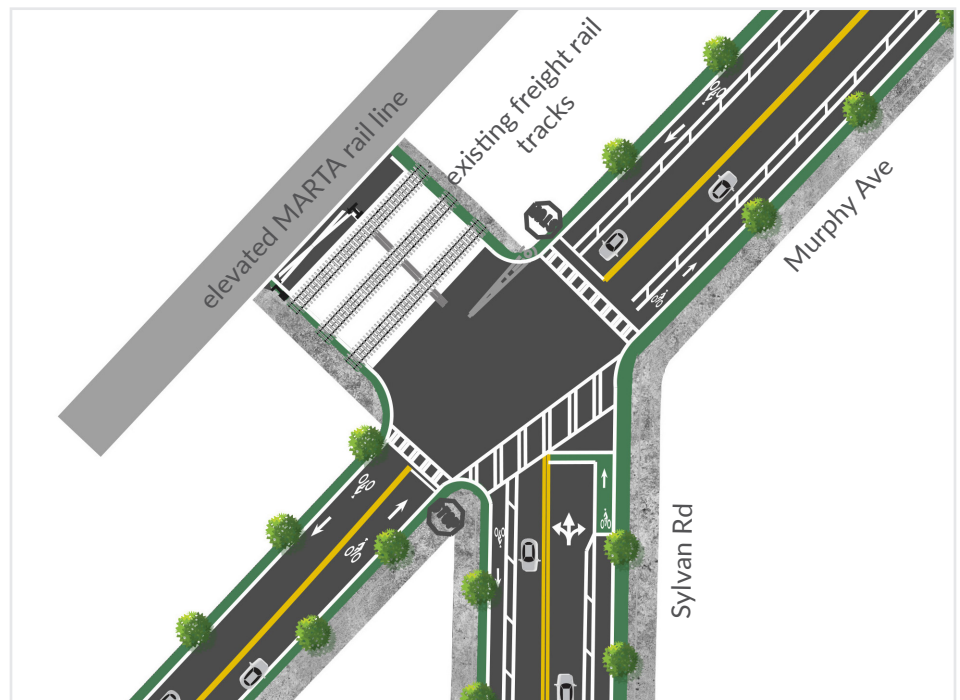 elevated MARTA rail line
existing freight rail
tracks
Murphy Ave
Sylvan Rd